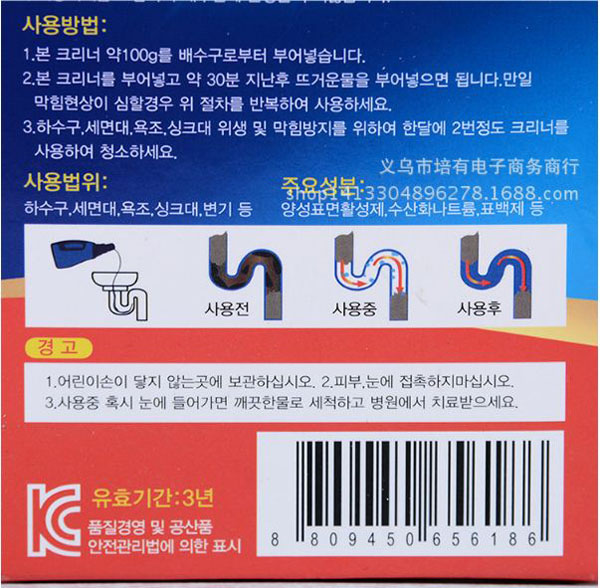 사용방법:
1.본 크리너 약100g를 배수구로부터 부어넣습니다.
2.본 크리너를 부어넣고 약 30분 지난후 뜨거운물을 부어넣으면 됩니다.만일
막힘현상이 심할경우 위 절차를 반복하여 사용하세요.
3.하수구,세면대,욕조,싱크대 위생 및 막힘방지를 위하여 한달에 2번정도 크리너를
사용하여 청소하세요.
义乌市培有电子商务商行
사용범위:
주요성분:
shop1413304896278.1688.com
하수구,세면대,욕조,싱크대,변기 등
양성표면활성제,수산화나트륨,표백제 등
사용전
사용중
사용후
경 고
1.어린이손이 닿지 않는곳에 보관하십시오. 2.피부,눈에 접촉하지마십시오.
3.사용중 혹시 눈에 들어가면 깨끗한물로 세척하고 병원에서 치료받으세요.
유효기간:3년
품질경영 및 공산품
안전관리법에 의한 표시
8 809450 656186